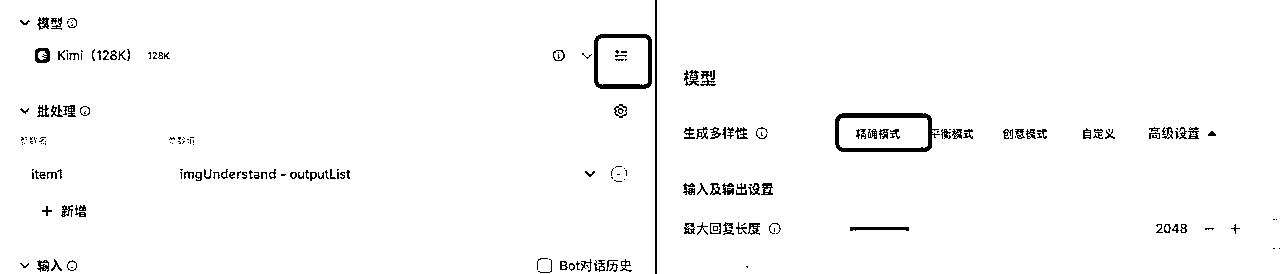 模型
Kimi（128K） 128K
批处理
参数名 参数值
item1 imgUnderstand - outputList
+ 新增
输入 Bot对话历史
模型
生成多样性 精确模式 平衡模式 创意模式 自定义 高级设置
输入及输出设置
最大回复长度 2048 − +